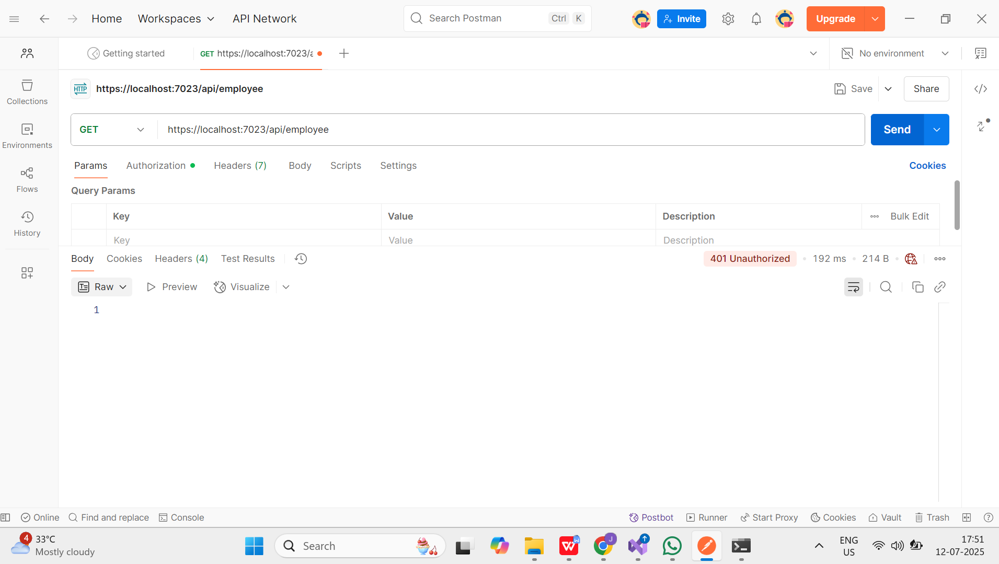 Home Workspaces API Network Search Postman Ctrl K Invite Upgrade
Getting started GET https://localhost:7023/a No environment
HTTP https://localhost:7023/api/employee Save Share
GET https://localhost:7023/api/employee Send
Collections
Environments
Flows
History
Params Authorization Headers (7) Body Scripts Settings Cookies
Query Params
Key Value Description Bulk Edit
Key Value Description
Body Cookies Headers (4) Test Results 401 Unauthorized 192 ms 214 B
Raw Preview Visualize
1
Online Find and replace Console Postbot Runner Start Proxy Cookies Vault Trash
4 33°C
Mostly cloudy
Search
J
W
ENG
US
17:51
12-07-2025